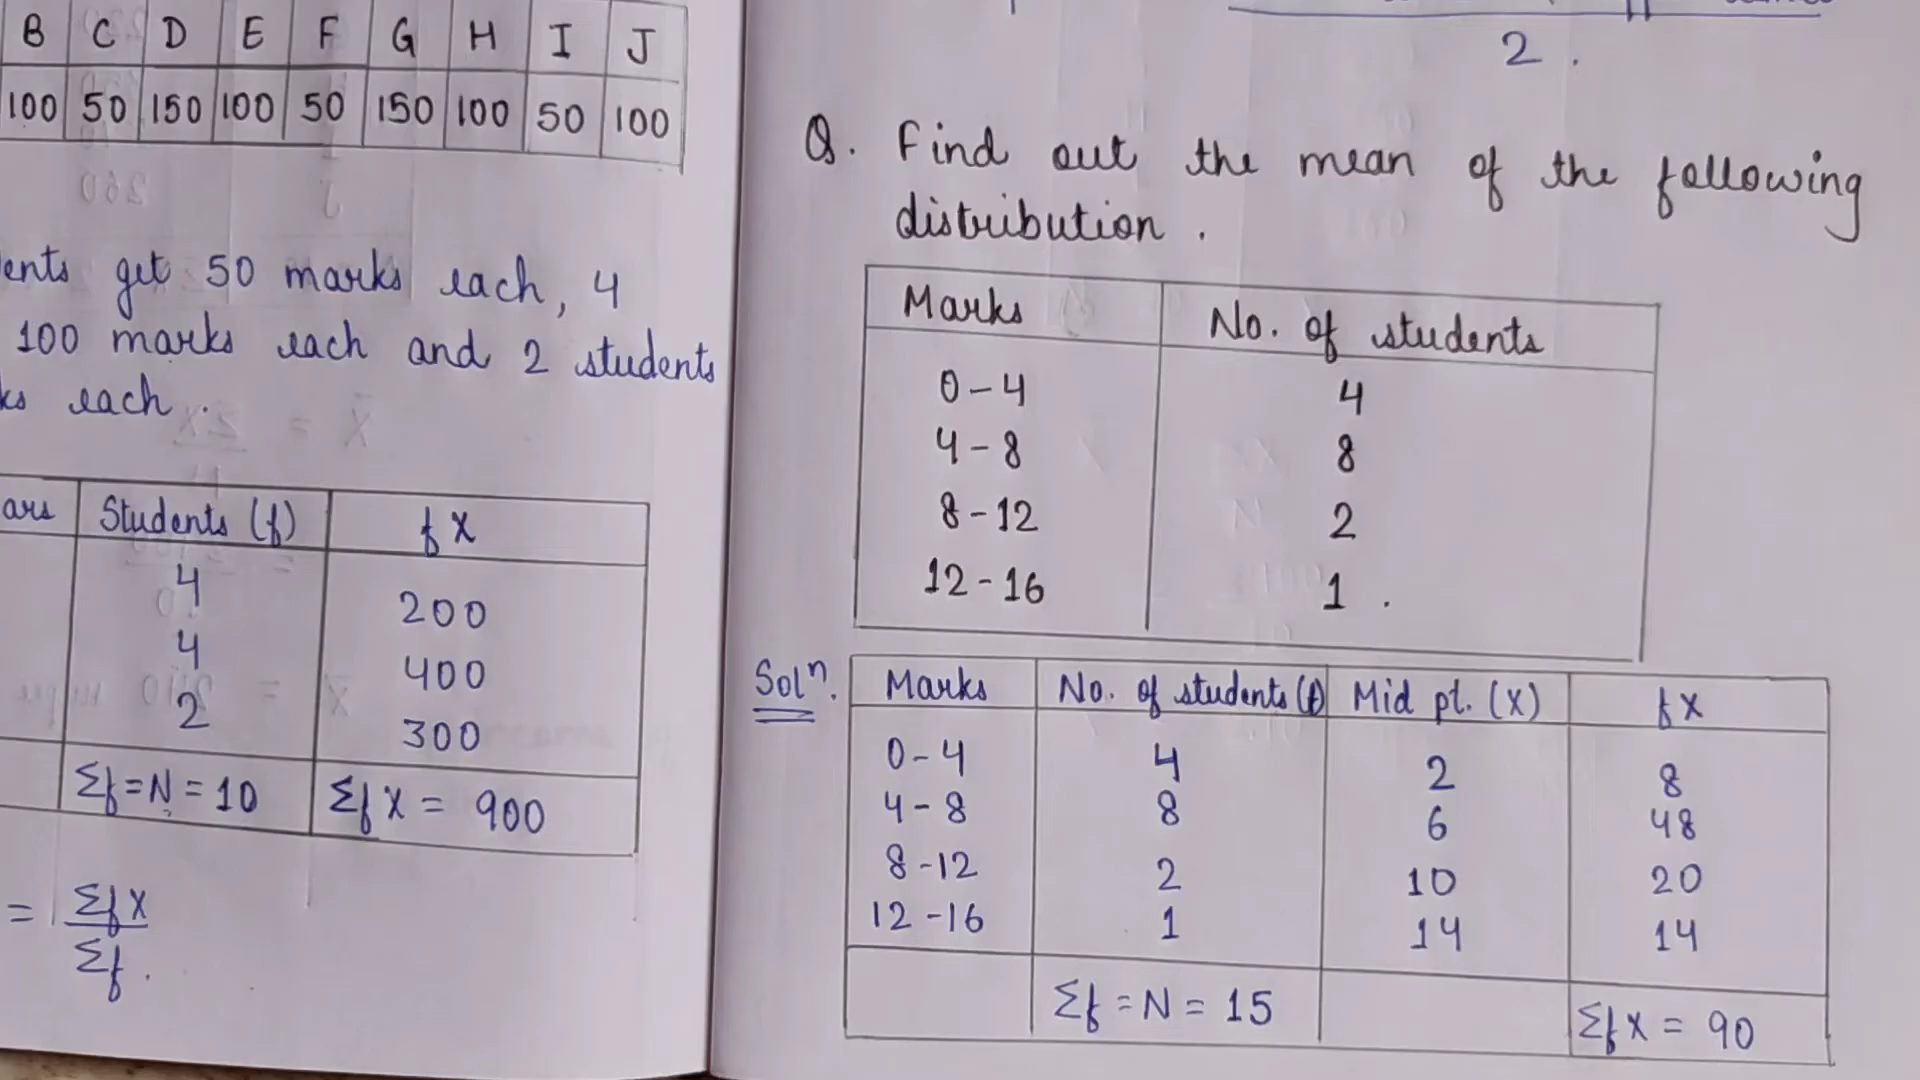 B C D E F G H I J
100 50 150 100 50 150 100 50 100
get 50 marks each, 4
100 marks each and 2 students
each.
Students (f) fX
4 200
4 400
2 300
Σf = N = 10 ΣfX = 900
= ΣfX
Σf.
2.
Q. Find out the mean of the following
distribution.
Marks No. of students
0-4 4
4-8 8
8-12 2
12-16 1.
Solⁿ.
Marks No. of students (f) Mid pt. (X) fX
0-4 4 2 8
4-8 8 6 48
8-12 2 10 20
12-16 1 14 14
Σf = N = 15 ΣfX = 90